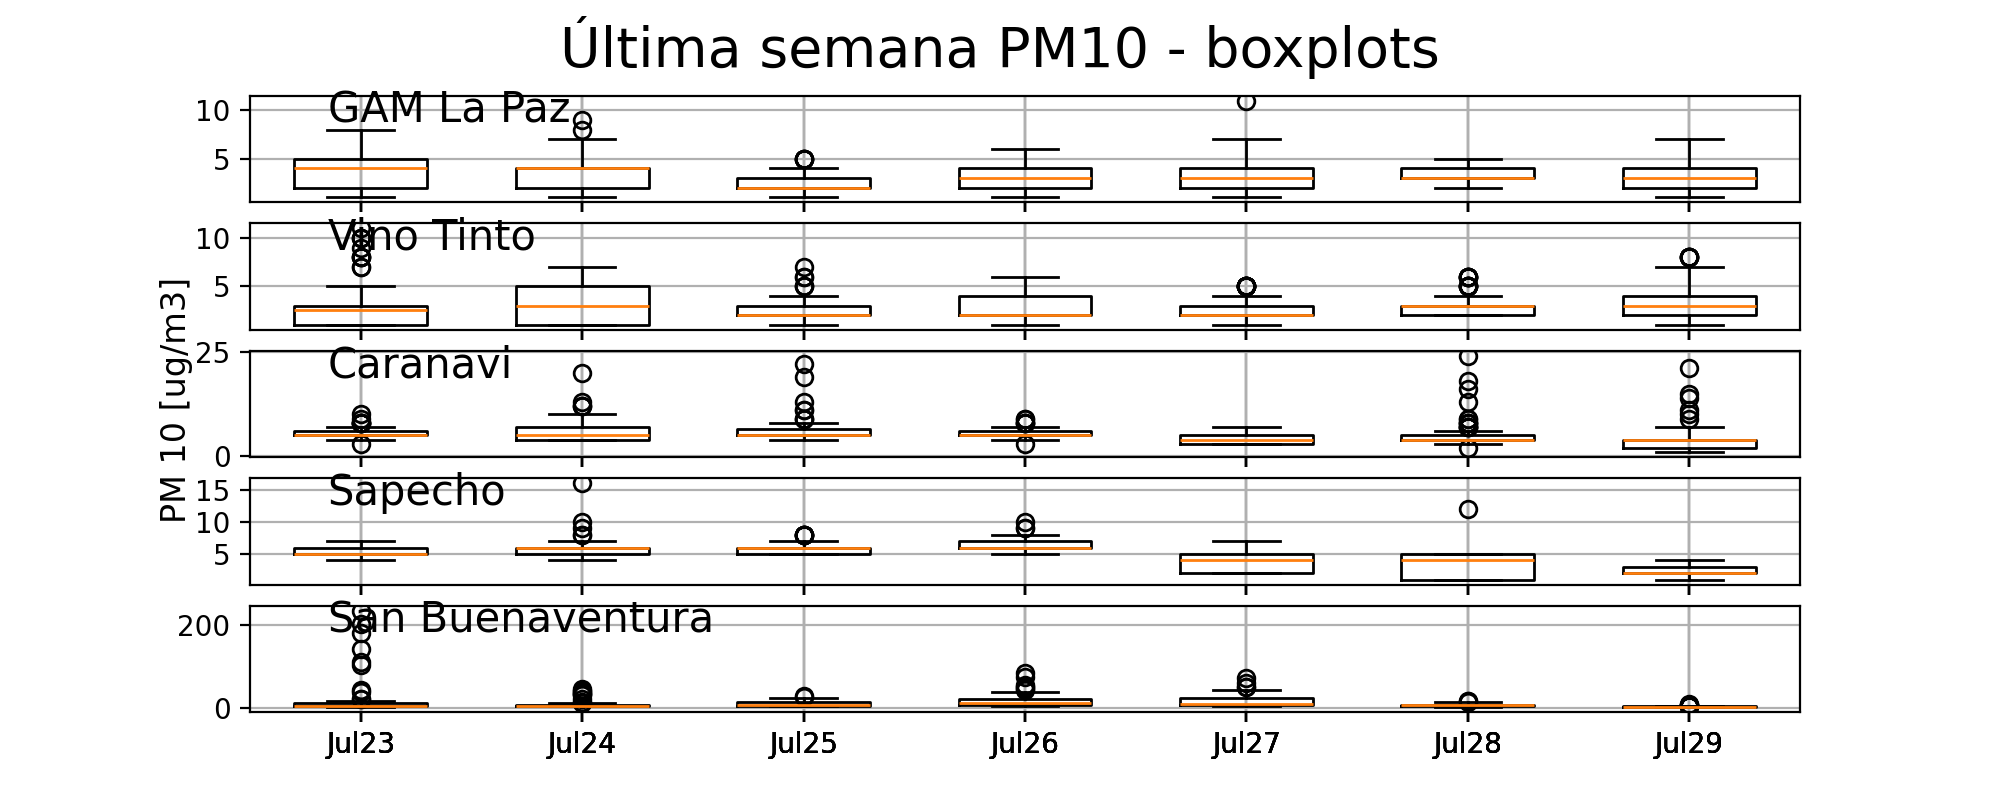 Última semana PM10 - boxplots
GAM La Paz
10
5
Vino Tinto
10
5
PM 10 [ug/m3]
Caranavi
25
0
Sapecho
15
10
5
San Buenaventura
200
0
Jul23 Jul24 Jul25 Jul26 Jul27 Jul28 Jul29